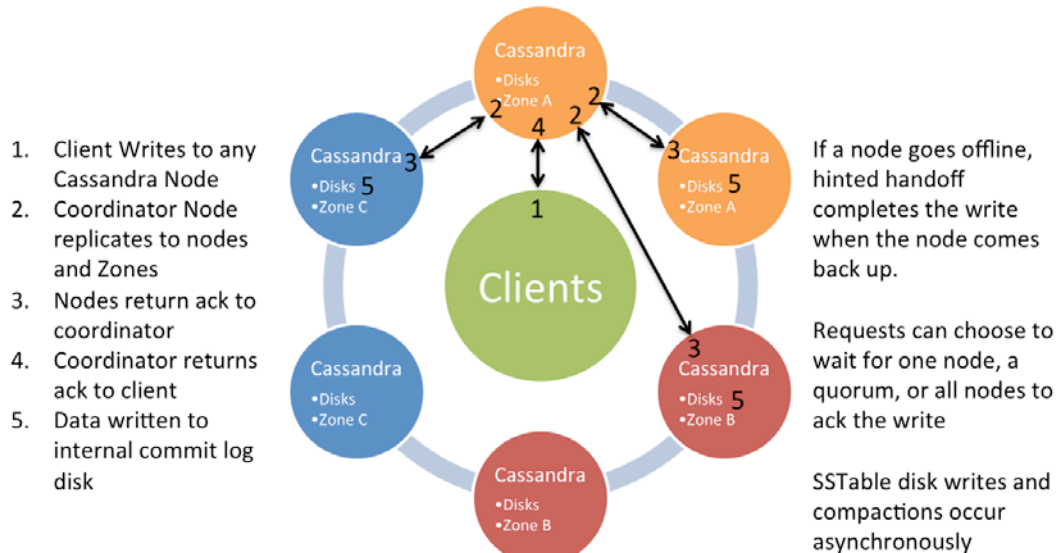 1. Client Writes to any
Cassandra Node
2. Coordinator Node
replicates to nodes
and Zones
3. Nodes return ack to
coordinator
4. Coordinator returns
ack to client
5. Data written to
internal commit log
disk
Cassandra
•Disks
•Zone A
2
4
2
2
Cassandra
3
•Disks 5
•Zone C
3
Cassandra
•Disks 5
•Zone A
1
Clients
Cassandra
•Disks
•Zone C
3
Cassandra
•Disks 5
•Zone B
Cassandra
•Disks
•Zone B
If a node goes offline,
hinted handoff
completes the write
when the node comes
back up.
Requests can choose to
wait for one node, a
quorum, or all nodes to
ack the write
SSTable disk writes and
compactions occur
asynchronously